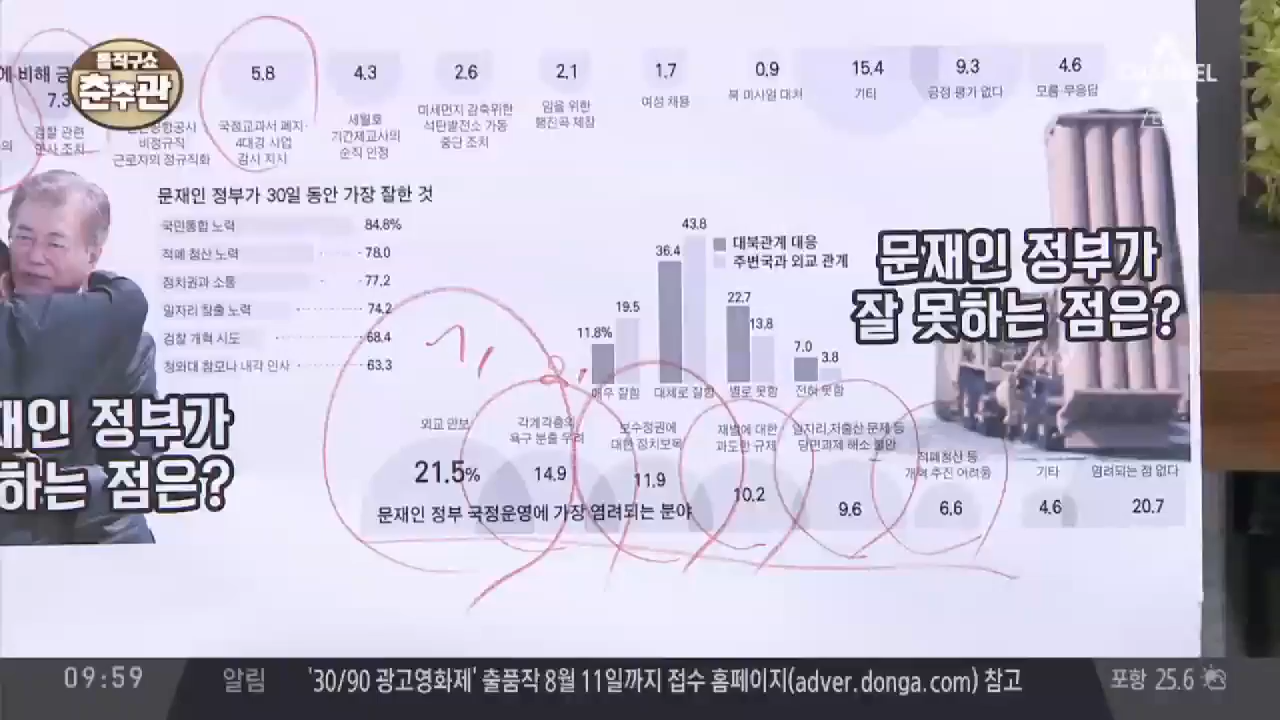 돌직구쇼
춘추관
에 비해 긍
7.3
검찰 관련
인사 조치
의
공항공사
비정규직
근로자의 정규직화
5.8
국정교과서 폐지·
4대강 사업
감사 지시
4.3
세월호
기간제교사의
순직 인정
2.6
미세먼지 감축위한
석탄발전소 가동
중단 조치
2.1
임을 위한
행진곡 제창
1.7
여성 채용
0.9
북 미사일 대처
15.4
기타
9.3
긍정 평가 없다
4.6
모름·무응답
CHANNEL
A
문재인 정부가 30일 동안 가장 잘한 것
국민통합 노력 84.8%
적폐 청산 노력 78.0
정치권과 소통 77.2
일자리 창출 노력 74.2
검찰 개혁 시도 68.4
청와대 참모나 내각 인사 63.3
대북관계 대응
주변국과 외교 관계
11.8%
19.5
매우 잘함
36.4
43.8
대체로 잘함
22.7
13.8
별로 못함
7.0
3.8
전혀 못함
문재인 정부가
잘 못하는 점은?
재인 정부가
하는 점은?
1,
2,
외교 안보
21.5%
각계각층의
욕구 분출 우려
14.9
보수정권에
대한 정치보복
11.9
재벌에 대한
과도한 규제
10.2
일자리,저출산 문제 등
당면과제 해소 불안
9.6
적폐청산 등
개혁 추진 어려움
6.6
기타
4.6
염려되는 점 없다
20.7
문재인 정부 국정운영에 가장 염려되는 분야
09:59
알림
'30/90 광고영화제' 출품작 8월 11일까지 접수 홈페이지(adver.donga.com) 참고
포항 25.6